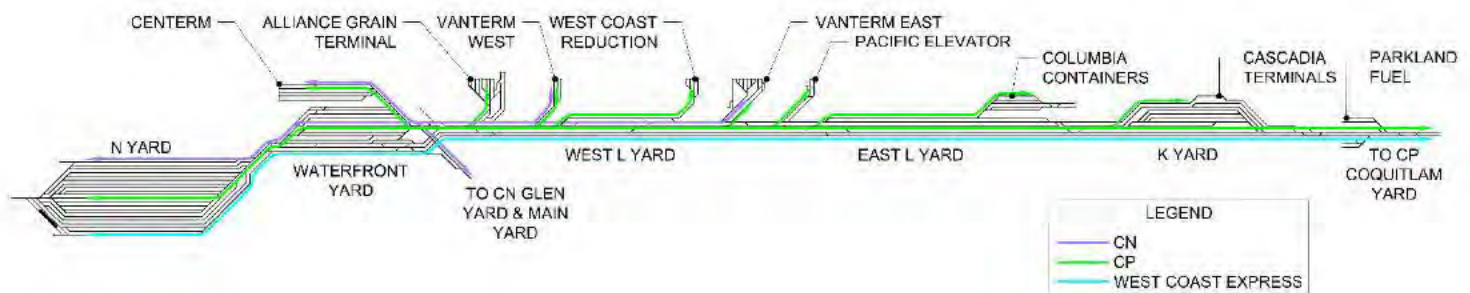 CENTERM
ALLIANCE GRAIN
TERMINAL
VANTERM
WEST
WEST COAST
REDUCTION
VANTERM EAST
PACIFIC ELEVATOR
COLUMBIA
CONTAINERS
CASCADIA
TERMINALS
PARKLAND
FUEL
N YARD
WATERFRONT
YARD
TO CN GLEN
YARD & MAIN
YARD
WEST L YARD
EAST L YARD
K YARD
TO CP
COQUITLAM
YARD
LEGEND
CN
CP
WEST COAST EXPRESS